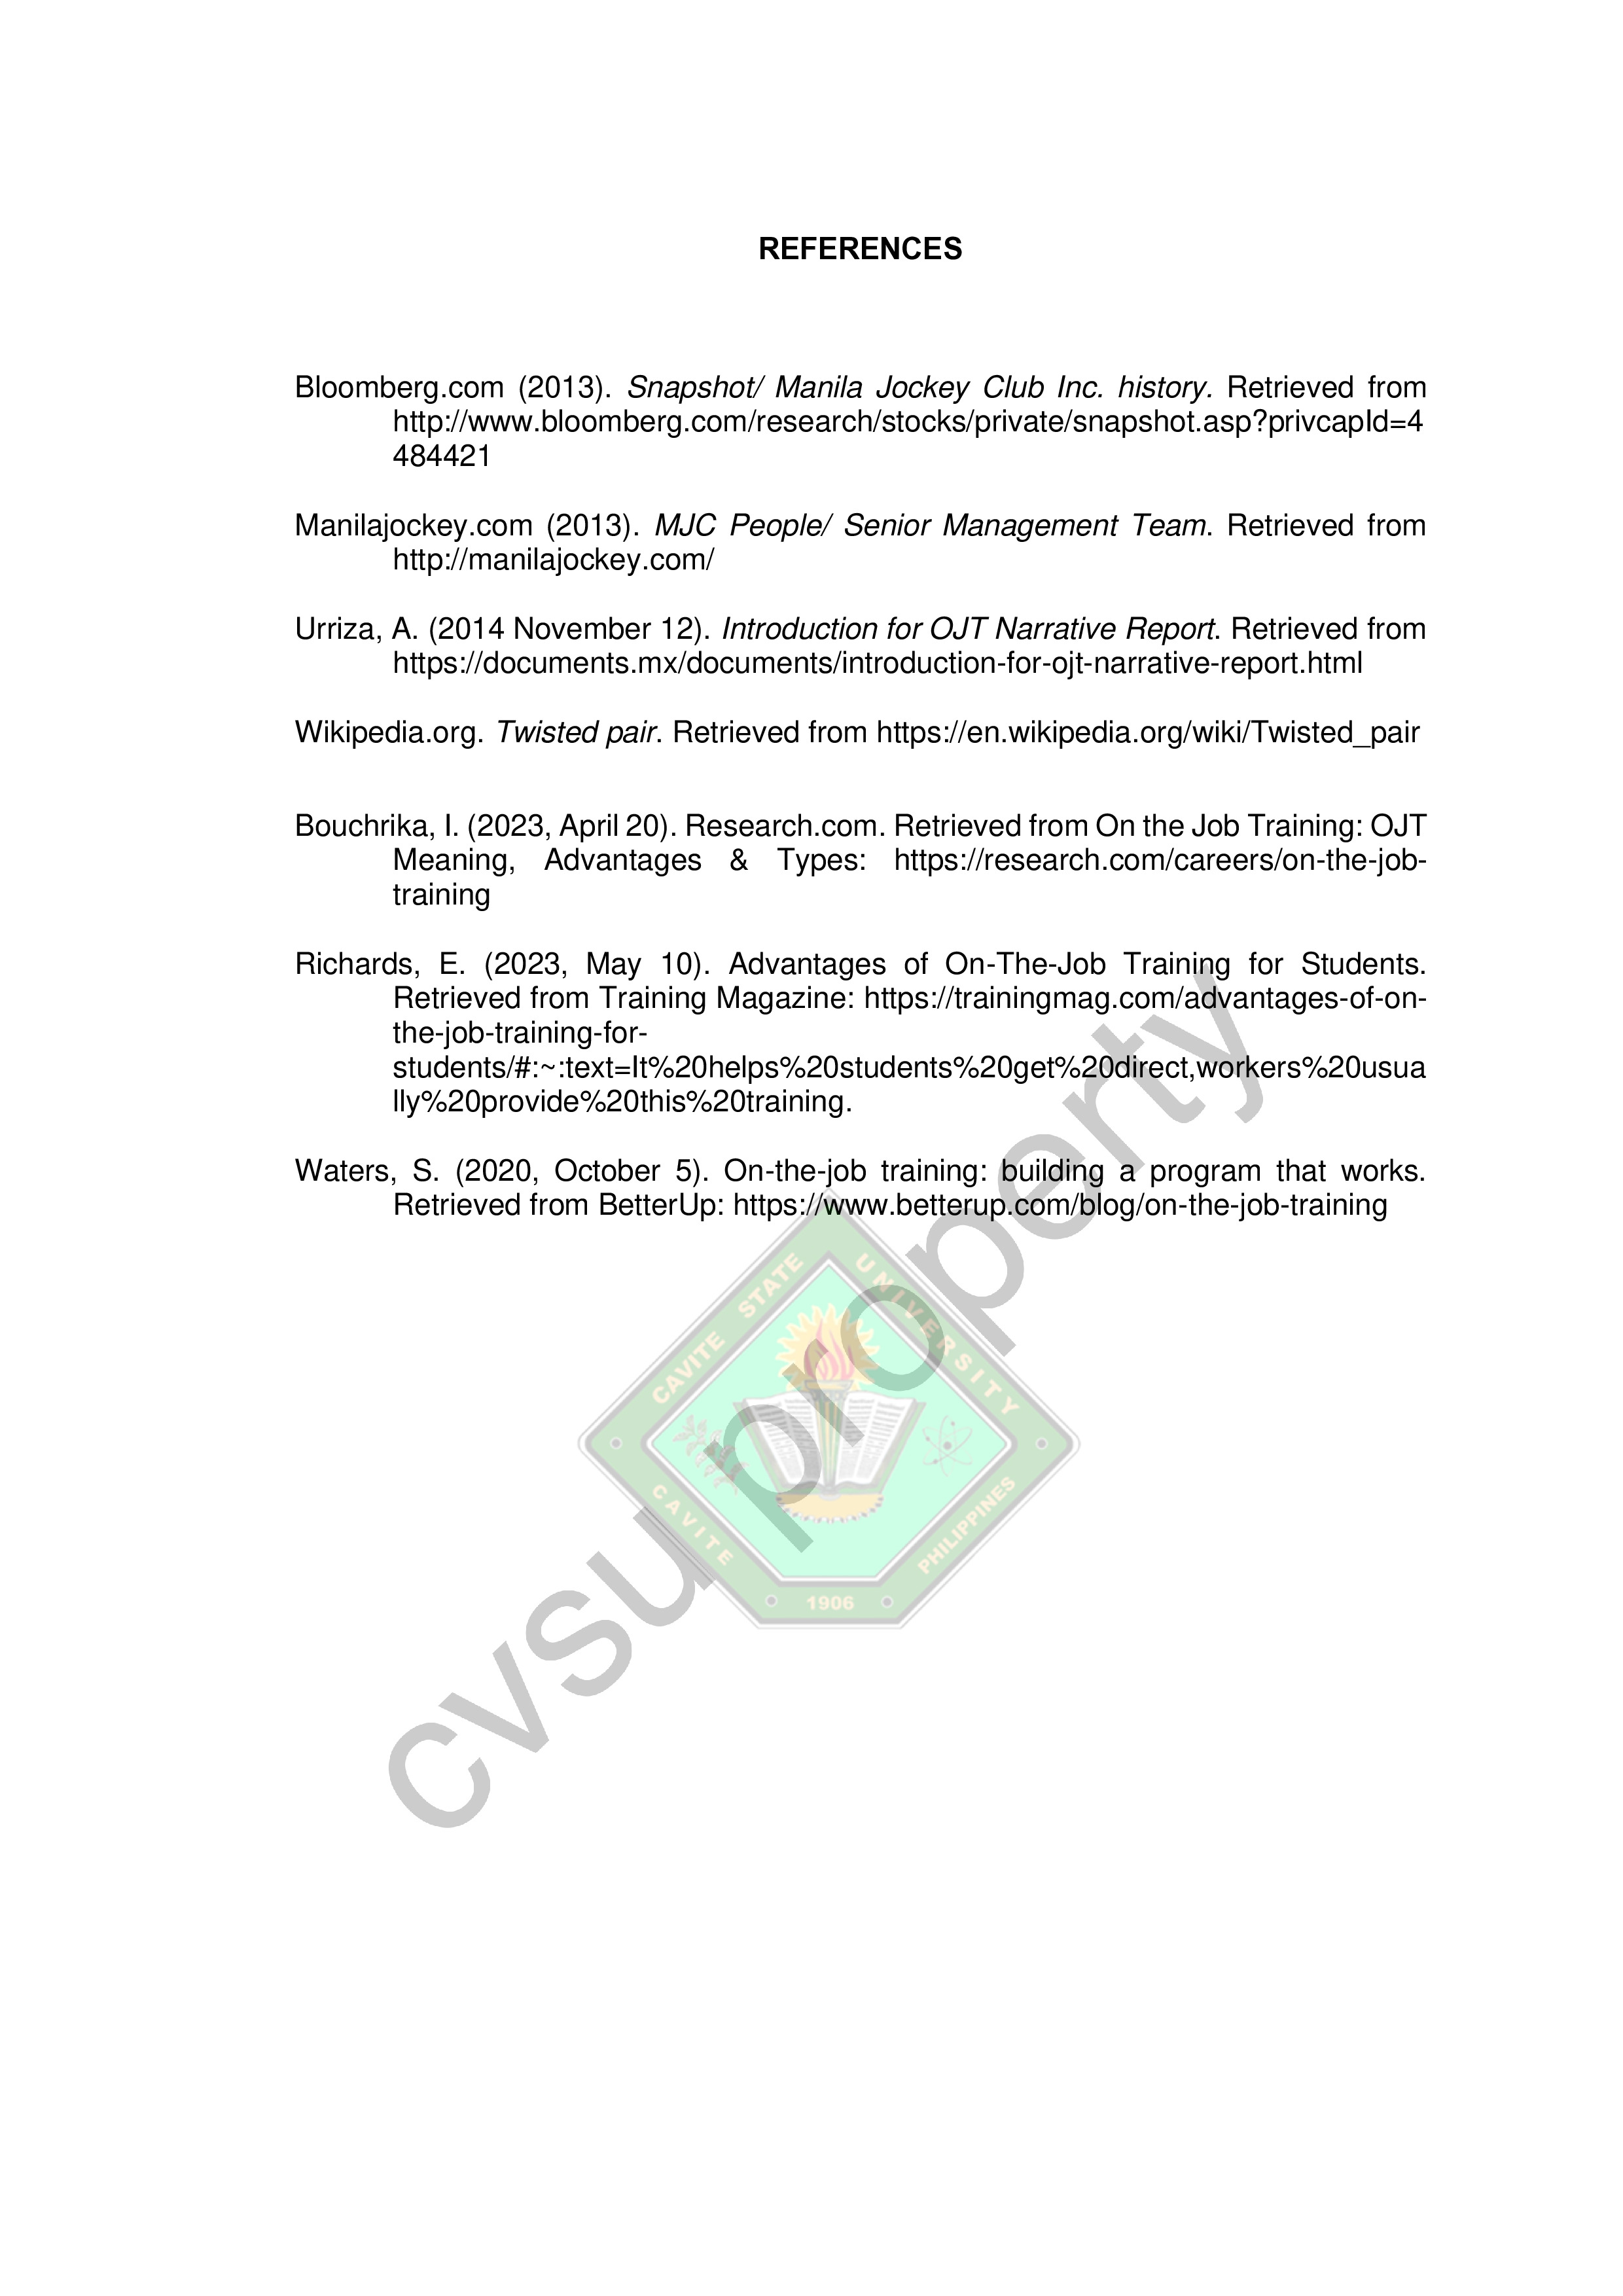 REFERENCES
Bloomberg.com (2013). Snapshot/ Manila Jockey Club Inc. history. Retrieved from
http://www.bloomberg.com/research/stocks/private/snapshot.asp?privcapId=4
484421
Manilajockey.com (2013). MJC People/ Senior Management Team. Retrieved from
http://manilajockey.com/
Urriza, A. (2014 November 12). Introduction for OJT Narrative Report. Retrieved from
https://documents.mx/documents/introduction-for-ojt-narrative-report.html
Wikipedia.org. Twisted pair. Retrieved from https://en.wikipedia.org/wiki/Twisted_pair
Bouchrika, I. (2023, April 20). Research.com. Retrieved from On the Job Training: OJT
Meaning, Advantages & Types: https://research.com/careers/on-the-job-
training
Richards, E. (2023, May 10). Advantages of On-The-Job Training for Students.
Retrieved from Training Magazine: https://trainingmag.com/advantages-of-on-
the-job-training-for-
students/#:~:text=It%20helps%20students%20get%20direct,workers%20usua
lly%20provide%20this%20training.
Waters, S. (2020, October 5). On-the-job training: building a program that works.
Retrieved from BetterUp: https://www.betterup.com/blog/on-the-job-training
cvsu property
CAVITE STATE UNIVERSITY
CAVITE PHILIPPINES
1906